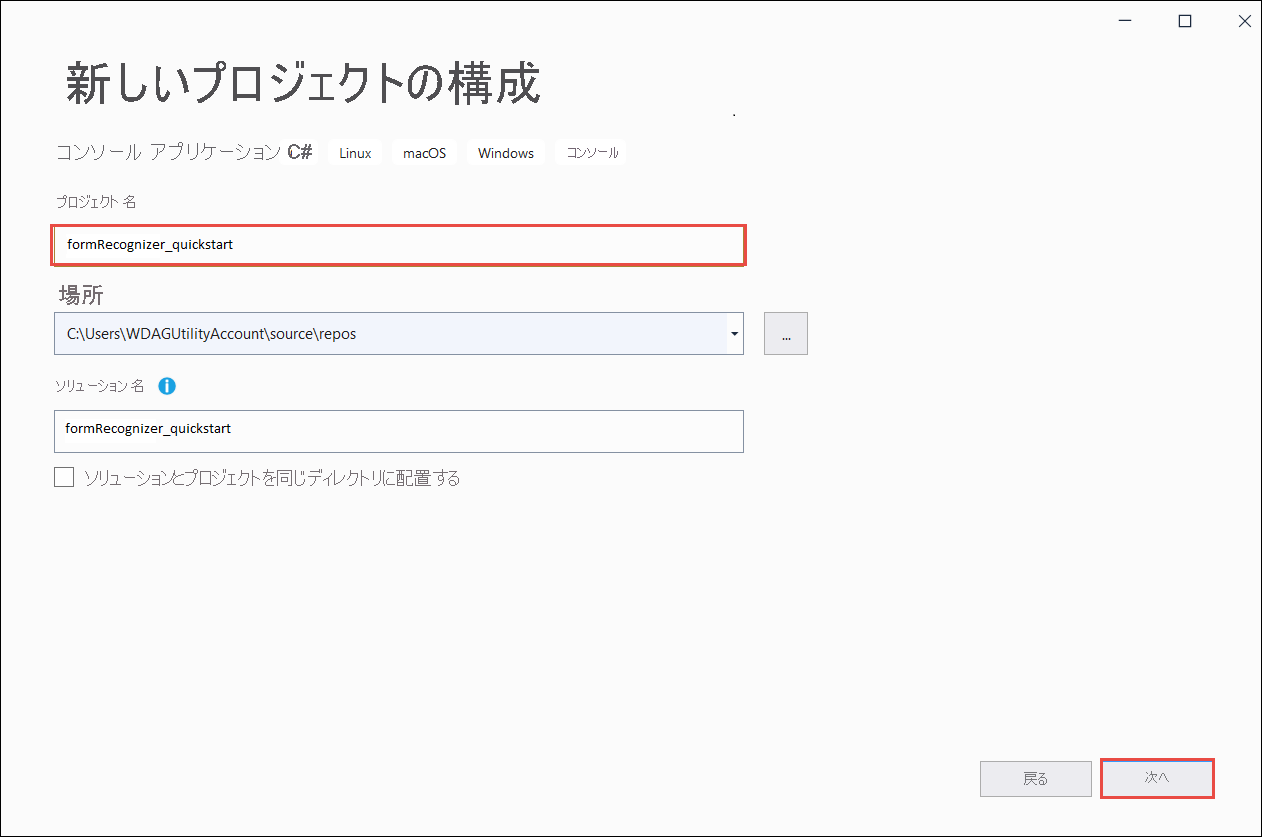 新しいプロジェクトの構成
コンソール アプリケーション C# Linux macOS Windows コンソール
プロジェクト名
formRecognizer_quickstart
場所
C:\Users\WDAGUtilityAccount\source\repos
...
ソリューション名
formRecognizer_quickstart
ソリューションとプロジェクトを同じディレクトリに配置する
戻る 次へ